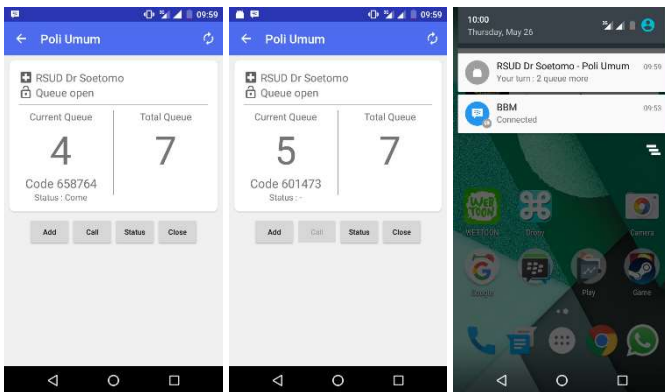 09:59
Poli Umum
RSUD Dr Soetomo
Queue open
Current Queue
Total Queue
4
7
Code 658764
Status : Come
Add
Call
Status
Close
09:59
Poli Umum
RSUD Dr Soetomo
Queue open
Current Queue
Total Queue
5
7
Code 601473
Status : -
Add
Call
Status
Close
10:00
Thursday, May 26
RSUD Dr Soetomo - Poli Umum
09:59
Your turn : 2 queue more
BBM
09:53
Connected
WEBTOON
WEBTOON
Camera
Google
Play
Game